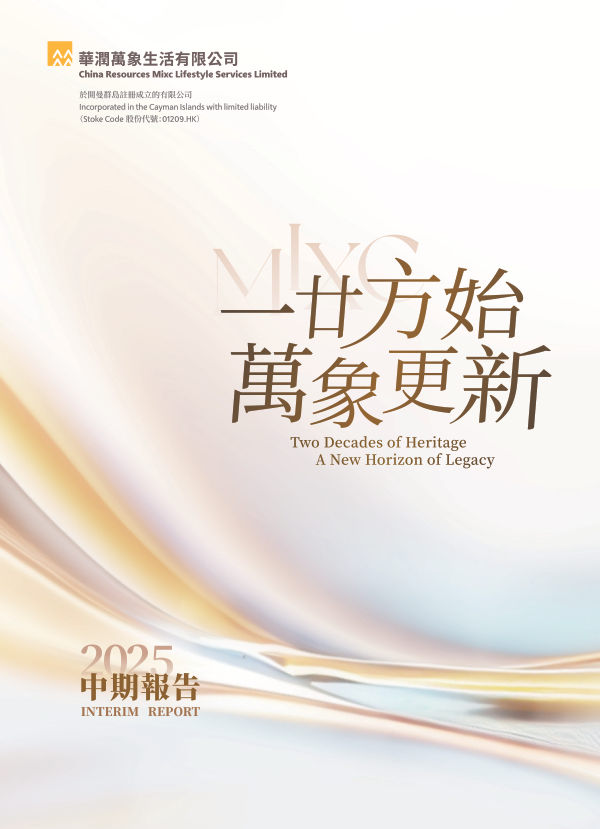 華潤萬象生活有限公司
China Resources Mixc Lifestyle Services Limited
於開曼群島註冊成立的有限公司
Incorporated in the Cayman Islands with limited liability
（Stoke Code 股份代號：01209.HK）
MIXC
一廿方始
萬象更新
Two Decades of Heritage
A New Horizon of Legacy
2025
中期報告
INTERIM REPORT